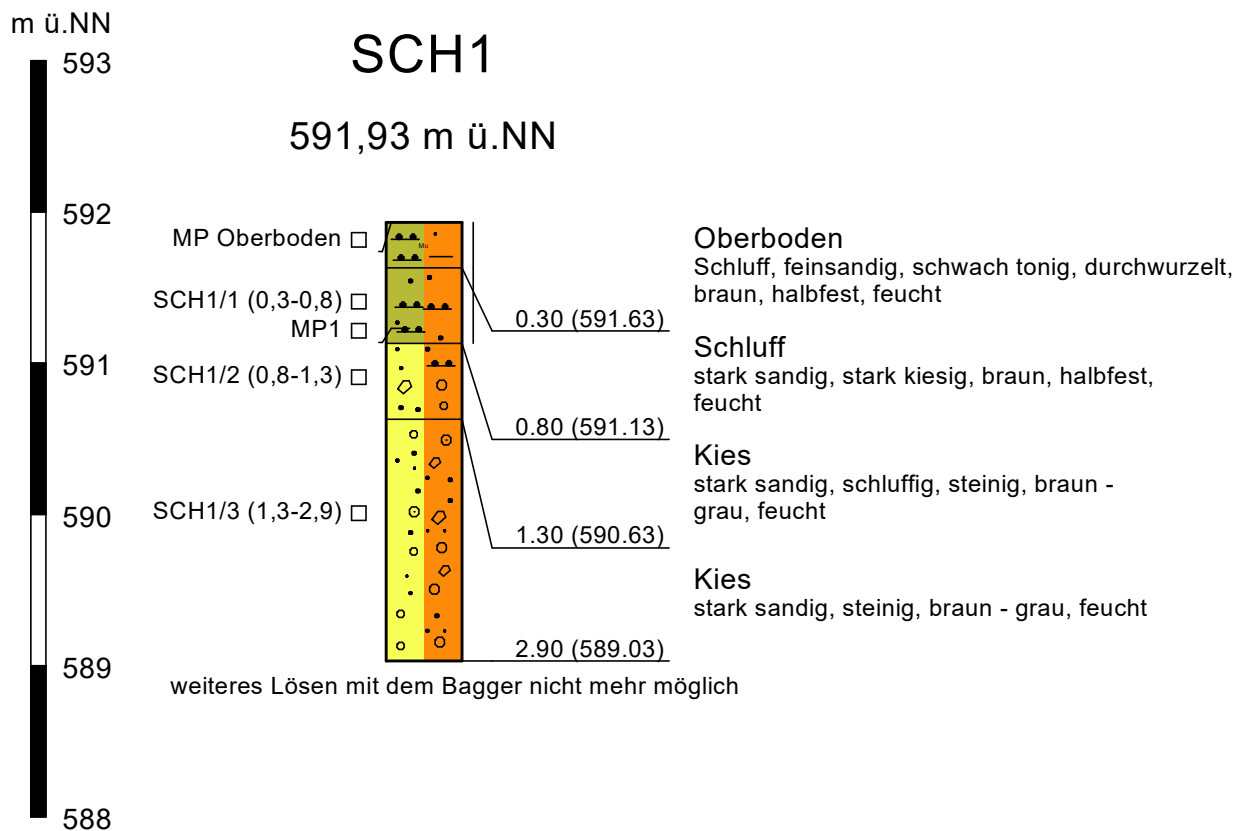 m ü.NN
SCH1
591,93 m ü.NN
593
592
591
590
589
588
MP Oberboden
SCH1/1 (0,3-0,8)
MP1
SCH1/2 (0,8-1,3)
SCH1/3 (1,3-2,9)
Mu
0.30 (591.63)
0.80 (591.13)
1.30 (590.63)
2.90 (589.03)
Oberboden
Schluff, feinsandig, schwach tonig, durchwurzelt,
braun, halbfest, feucht
Schluff
stark sandig, stark kiesig, braun, halbfest,
feucht
Kies
stark sandig, schluffig, steinig, braun -
grau, feucht
Kies
stark sandig, steinig, braun - grau, feucht
weiteres Lösen mit dem Bagger nicht mehr möglich